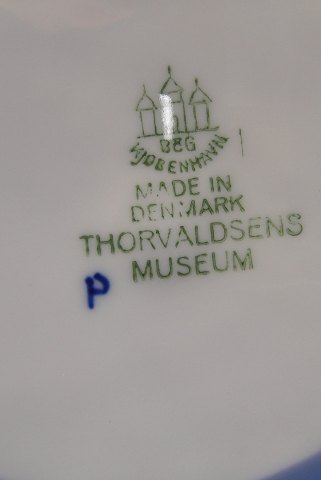 B&G
KJØBENHAVN
MADE IN
DENMARK
THORVALDSENS
MUSEUM
P